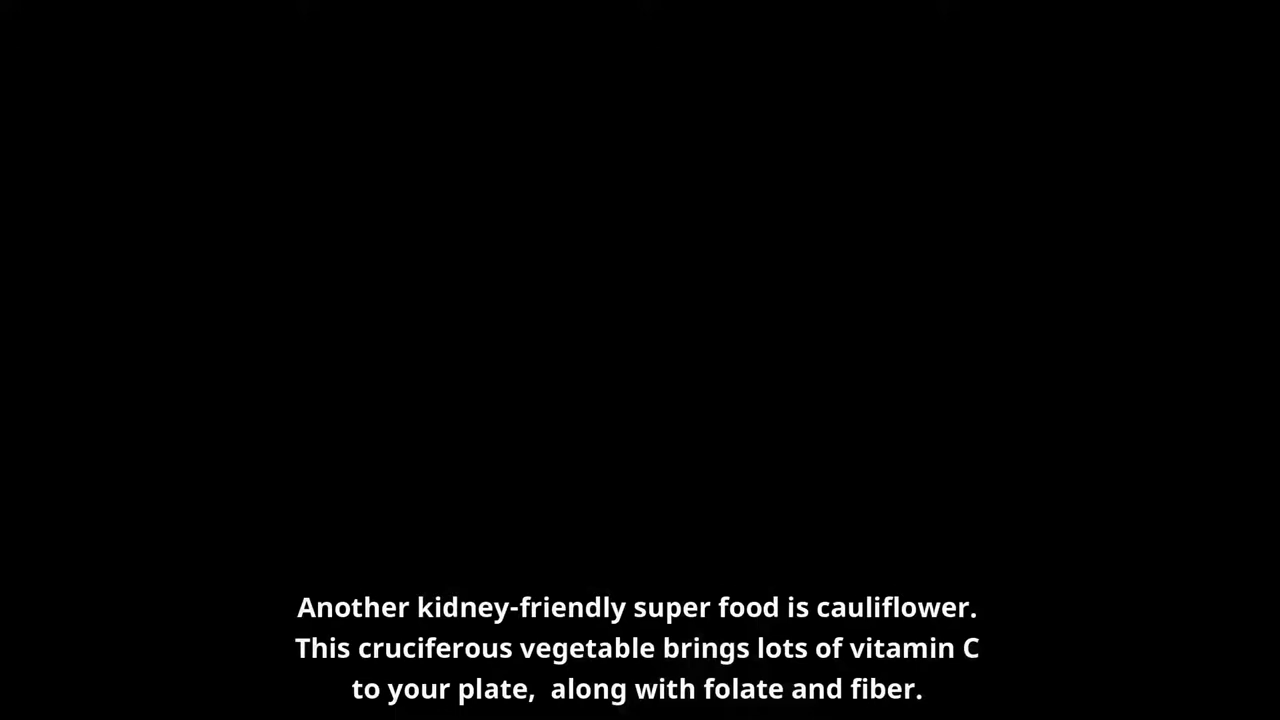 Another kidney-friendly super food is cauliflower.
This cruciferous vegetable brings lots of vitamin C
to your plate,  along with folate and fiber.